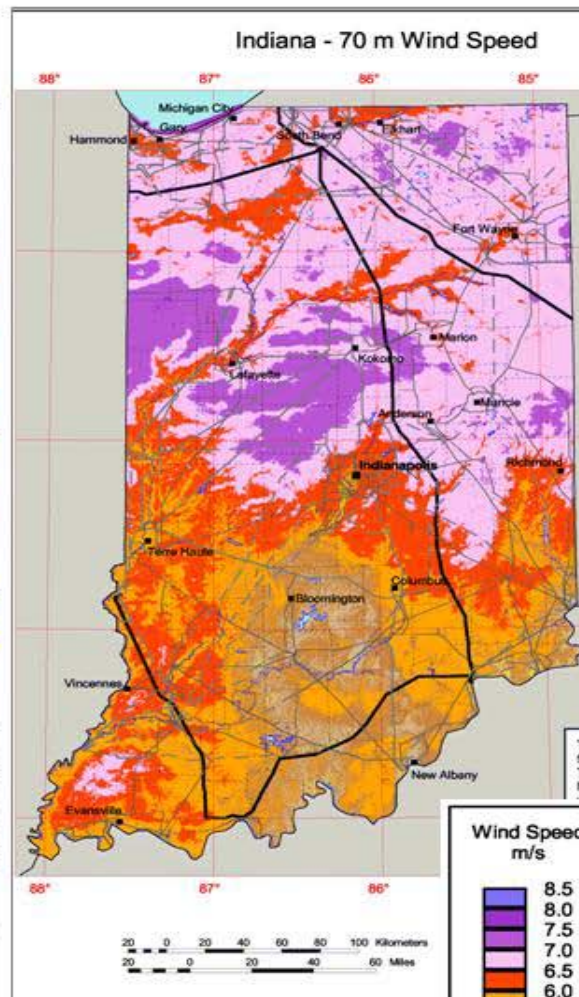 Indiana - 70 m Wind Speed
88° 87° 86° 85°
Michigan City
Gary
Hammond
South Bend
Elkhart
Fort Wayne
Marion
Kokomo
Lafayette
Muncie
Anderson
Indianapolis
Richmond
Terre Haute
Columbus
Bloomington
Vincennes
New Albany
Evansville
88° 87° 86°
Wind Speed
m/s
8.5
8.0
7.5
7.0
6.5
6.0
20 0 20 40 60 80 100 Kilometers
20 0 20 40 60 Miles